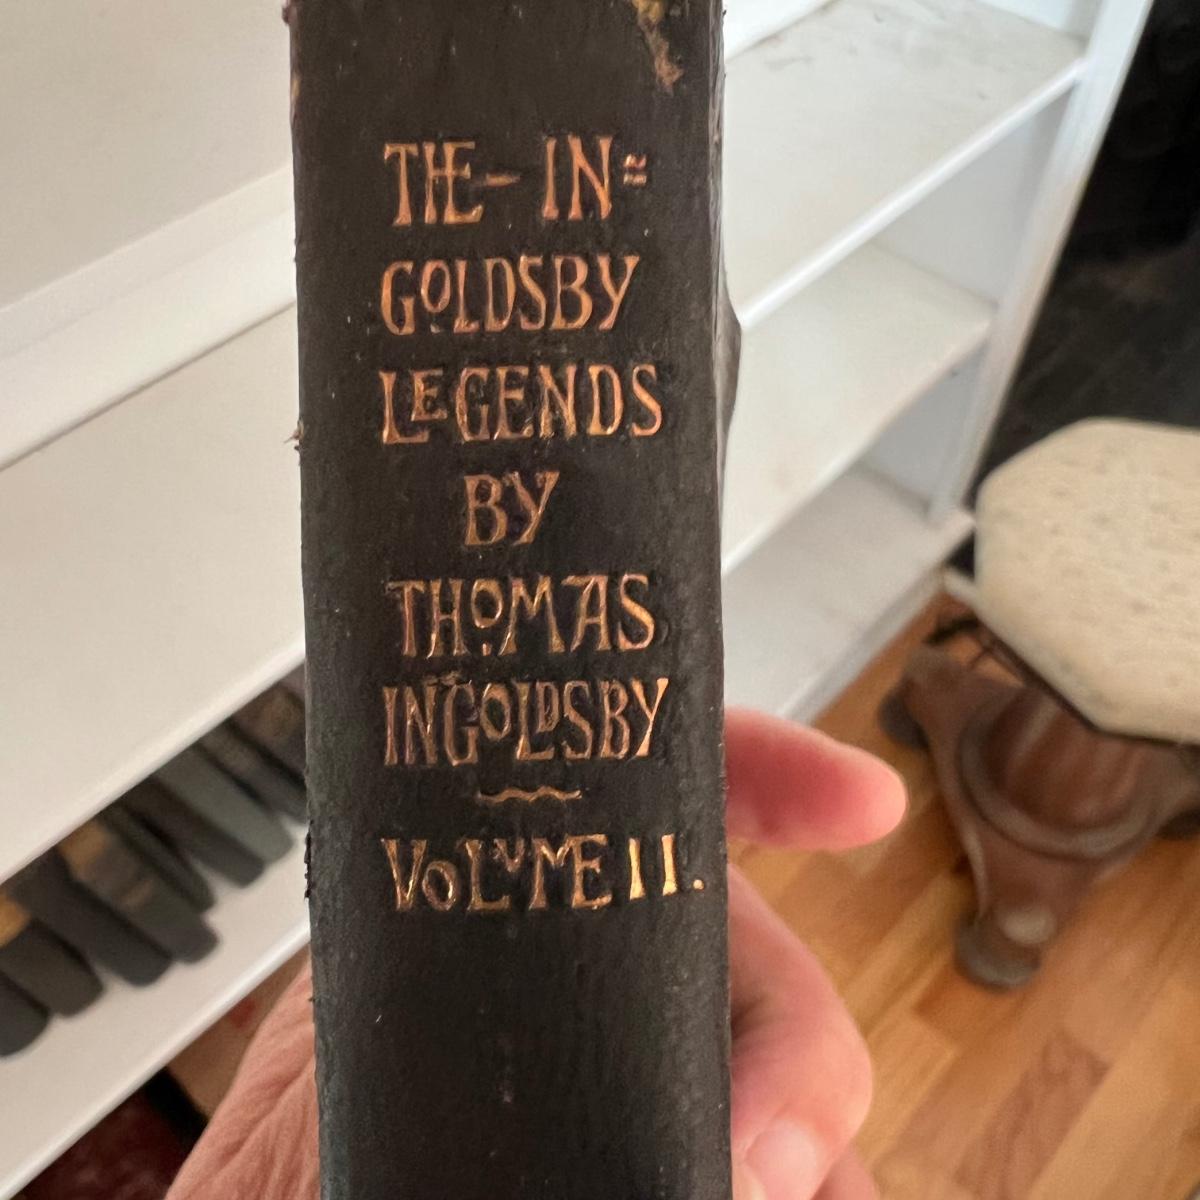 THE- IN=
GOLDSBY
LEGENDS
BY
THOMAS
INGOLDSBY
VOLUME II.